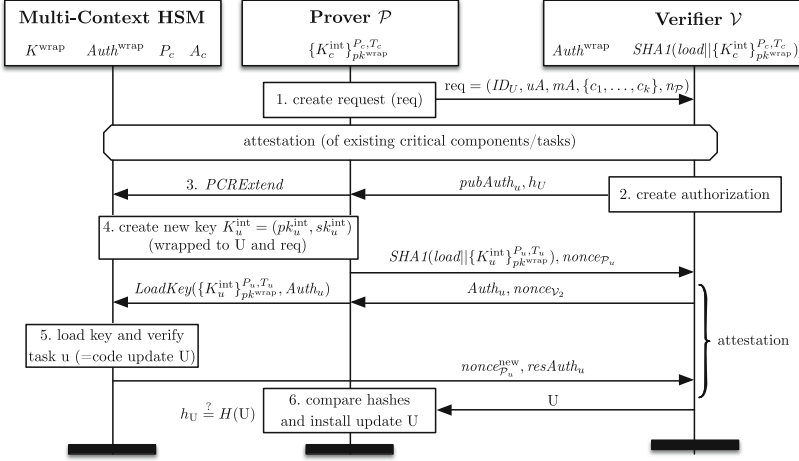 Multi-Context HSM
K^wrap Auth^wrap P_c A_c
Prover 𝒫
{K_c^int}_{pk^wrap}^{P_c,T_c}
Verifier 𝒱
Auth^wrap SHA1(load||{K_c^int}_{pk^wrap}^{P_c,T_c})
1. create request (req)
req = (ID_U, uA, mA, {c_1, ..., c_k}, n_𝒫)
attestation (of existing critical components/tasks)
3. PCRExtend
pubAuth_u, h_U
2. create authorization
4. create new key K_u^int = (pk_u^int, sk_u^int)
(wrapped to U and req)
SHA1(load||{K_u^int}_{pk^wrap}^{P_u,T_u}), nonce_{𝒫_u}
LoadKey({K_u^int}_{pk^wrap}^{P_u,T_u}, Auth_u)
Auth_u, nonce_{𝒱_2}
5. load key and verify
task u (=code update U)
attestation
nonce_{𝒫_u}^new, resAuth_u
h_U ≟ H(U)
6. compare hashes
and install update U
U